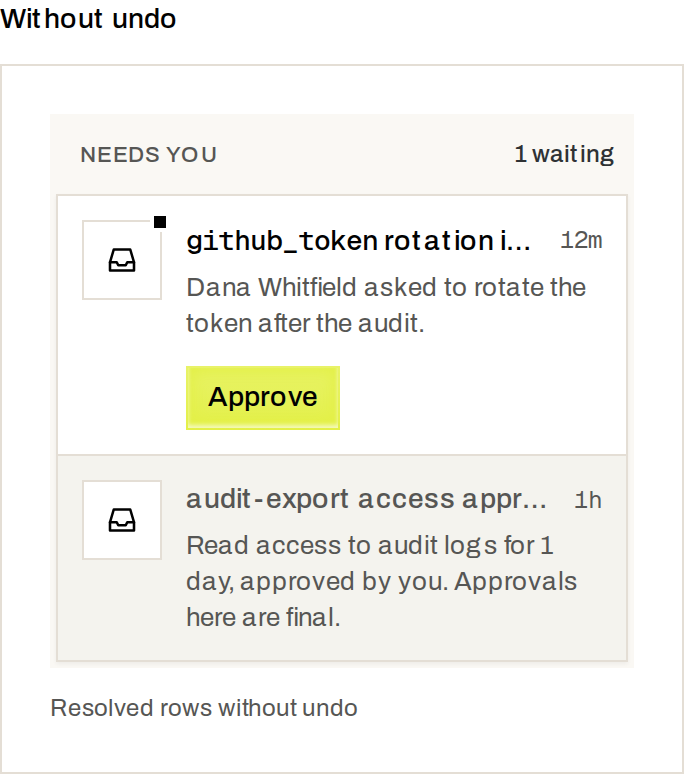 Without undo
NEEDS YOU
1 waiting
github_token rotation i...
12m
Dana Whitfield asked to rotate the
token after the audit.
Approve
audit-export access appr...
1h
Read access to audit logs for 1
day, approved by you. Approvals
here are final.
Resolved rows without undo